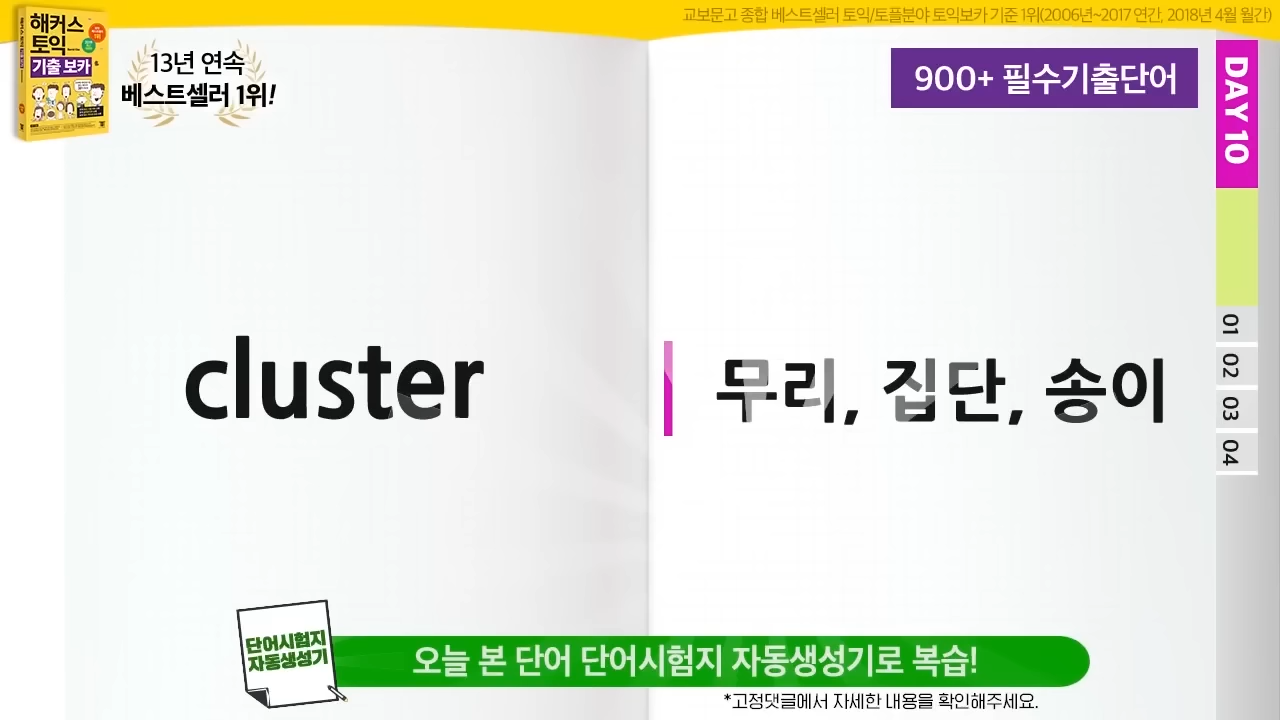 교보문고 종합 베스트셀러 토익/토플분야 토익보카 기준 1위(2006년~2017 연간, 2018년 4월 월간)
해커스
토익
기출 보카
13년 연속
베스트셀러 1위!
900+ 필수기출단어
DAY 10
01
02
03
04
cluster
무리, 집단, 송이
단어시험지
자동생성기
오늘 본 단어 단어시험지 자동생성기로 복습!
*고정댓글에서 자세한 내용을 확인해주세요.